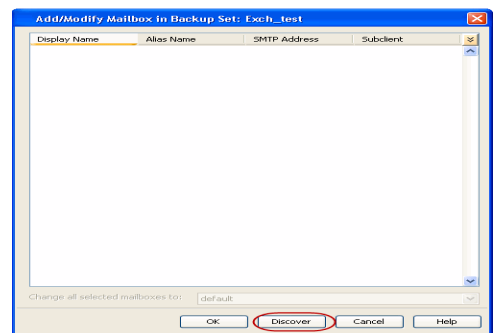 Add/Modify Mailbox in Backup Set: Exch_test
Display Name Alias Name SMTP Address Subclient
Change all selected mailboxes to: default
OK Discover Cancel Help